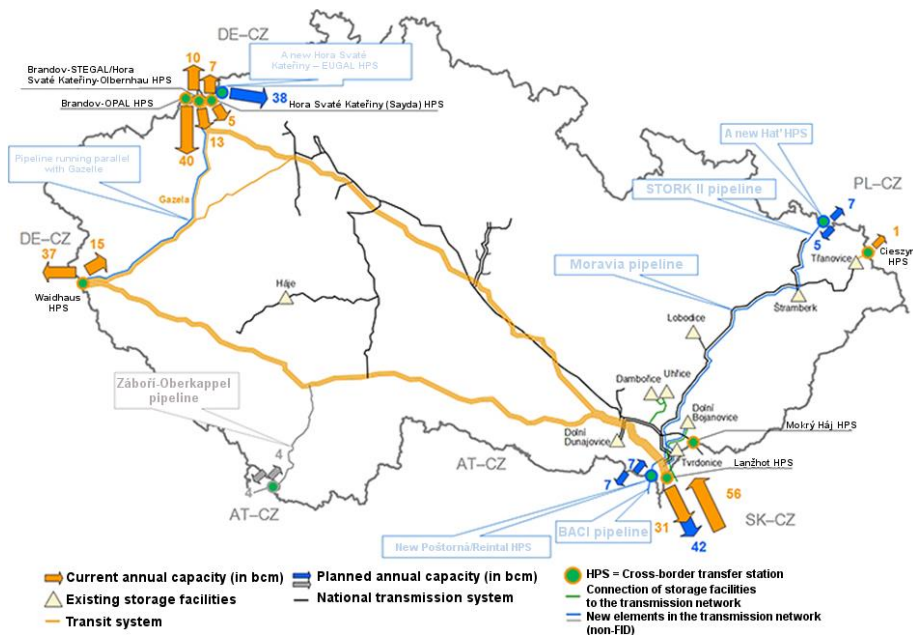 DE–CZ
10
7
A new Hora Svaté
Kateřiny – EUGAL HPS
Brandov-STEGAL/Hora
Svaté Kateřiny-Olbernhau HPS
38
Brandov-OPAL HPS
Hora Svaté Kateřiny (Sayda) HPS
5
13
40
A new Hať HPS
Pipeline running parallel
with Gazelle
STORK II pipeline
PL–CZ
7
Gazela
5
1
Cieszyn
HPS
Třanovice
DE–CZ
37
15
Moravia pipeline
Waidhaus
HPS
Háje
Štramberk
Lobodice
Záboří-Oberkappel
pipeline
Uhřice
Dambořice
Dolní
Bojanovice
Mokrý Háj HPS
Dolní
Dunajovice
4
AT–CZ
Tvrdonice
Lanžhot HPS
7
7
4
AT–CZ
56
31
SK–CZ
BACI pipeline
42
New Poštorná/Reintal HPS
Current annual capacity (in bcm)
Planned annual capacity (in bcm)
HPS = Cross-border transfer station
Existing storage facilities
National transmission system
Connection of storage facilities
to the transmission network
Transit system
New elements in the transmission network
(non-FID)